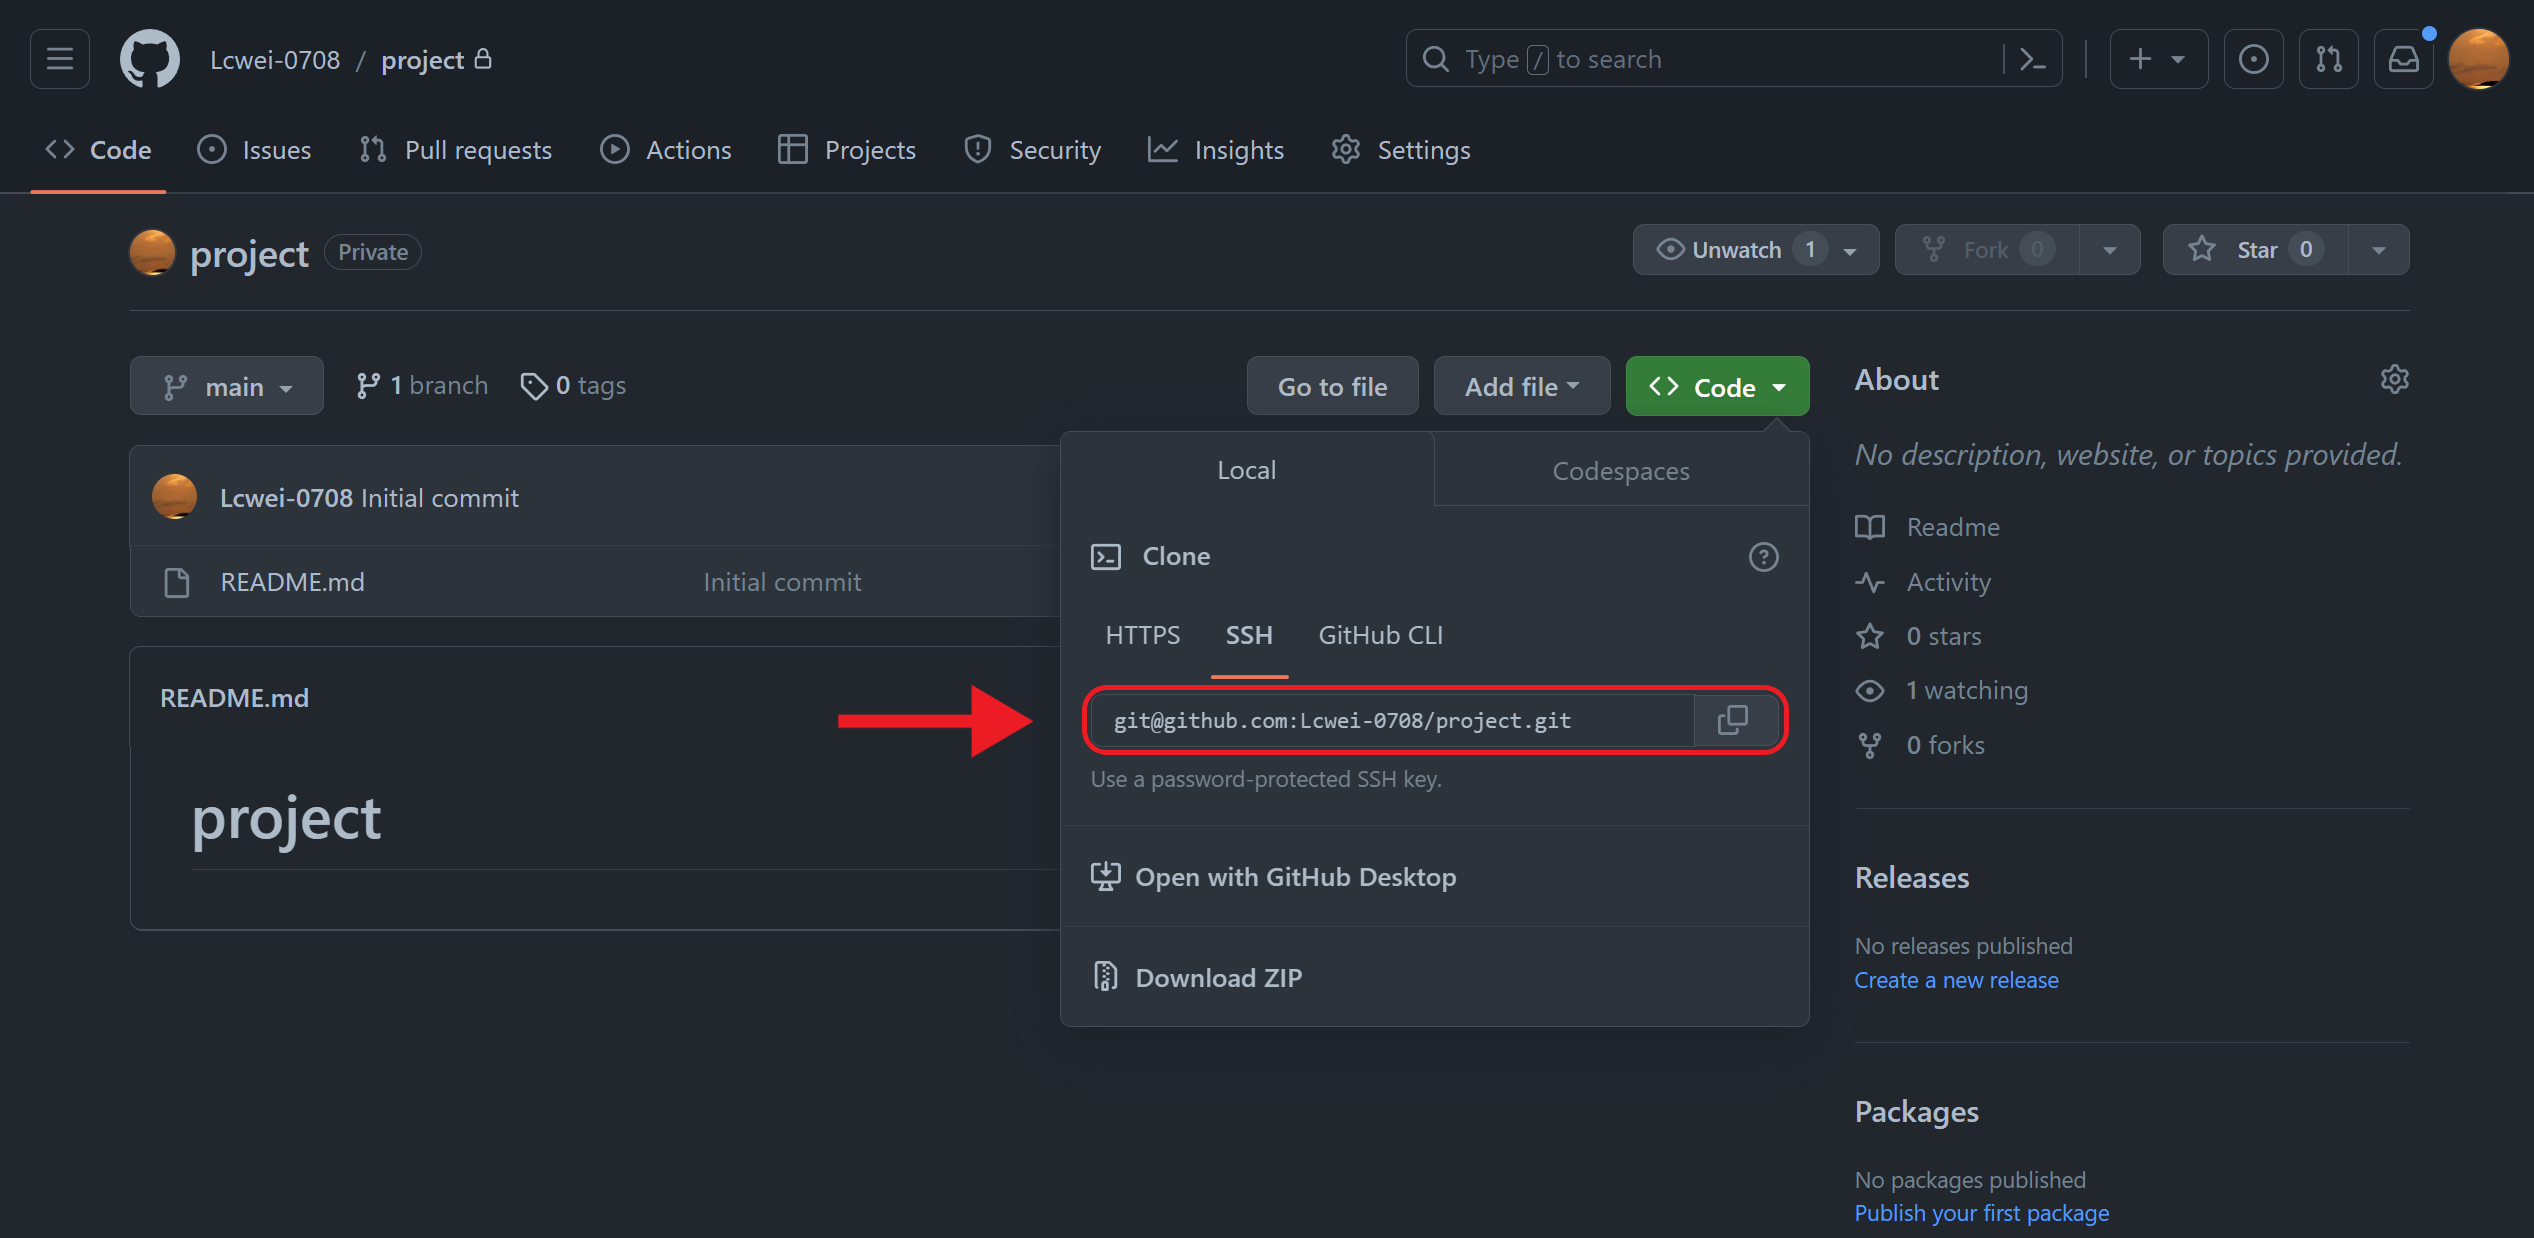 Lcwei-0708 / project
Type / to search
Code
Issues
Pull requests
Actions
Projects
Security
Insights
Settings
project Private
Unwatch 1
Fork 0
Star 0
main
1 branch
0 tags
Go to file
Add file
Code
Lcwei-0708 Initial commit
README.md Initial commit
README.md
project
Local
Codespaces
Clone
HTTPS
SSH
GitHub CLI
git@github.com:Lcwei-0708/project.git
Use a password-protected SSH key.
Open with GitHub Desktop
Download ZIP
About
No description, website, or topics provided.
Readme
Activity
0 stars
1 watching
0 forks
Releases
No releases published
Create a new release
Packages
No packages published
Publish your first package